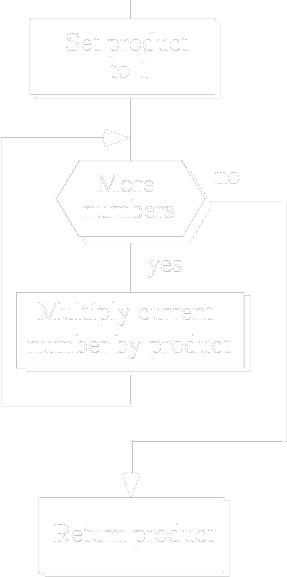 Set product
to 1
More
numbers
no
yes
Multiply current
number by product
Return product